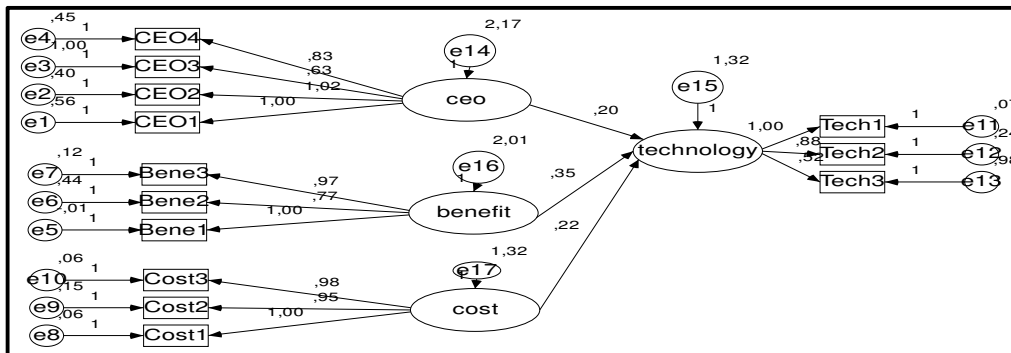 ,45
e4 1 CEO4
1,00
e3 1 CEO3
,40
e2 1 CEO2
,56
e1 1 CEO1
,83
,63
1,02
1,00
2,17
e14
1
ceo
,12
e7 1 Bene3
,44
e6 1 Bene2
-,01
e5 1 Bene1
,97
,77
1,00
2,01
e16
1
benefit
,06
e10 1 Cost3
,15
e9 1 Cost2
,06
e8 1 Cost1
,98
,95
1,00
1,32
e17
1
cost
,20
,35
,22
1,32
e15
1
technology
1,00
,88
,52
Tech1 1 e11
,24
Tech2 1 e12
,98
Tech3 1 e13